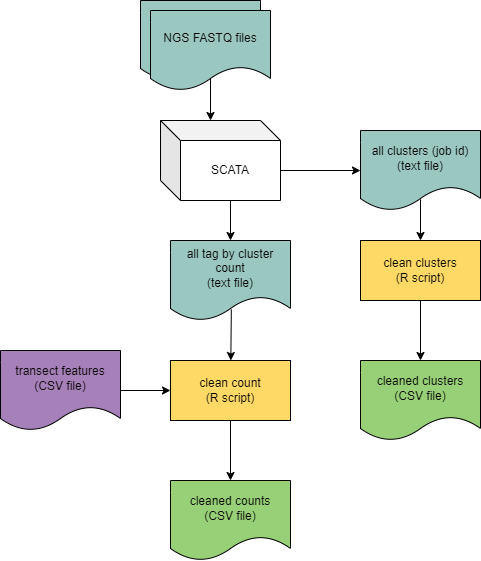 NGS FASTQ files
SCATA
all clusters (job id)
(text file)
all tag by cluster
count
(text file)
clean clusters
(R script)
transect features
(CSV file)
clean count
(R script)
cleaned clusters
(CSV file)
cleaned counts
(CSV file)